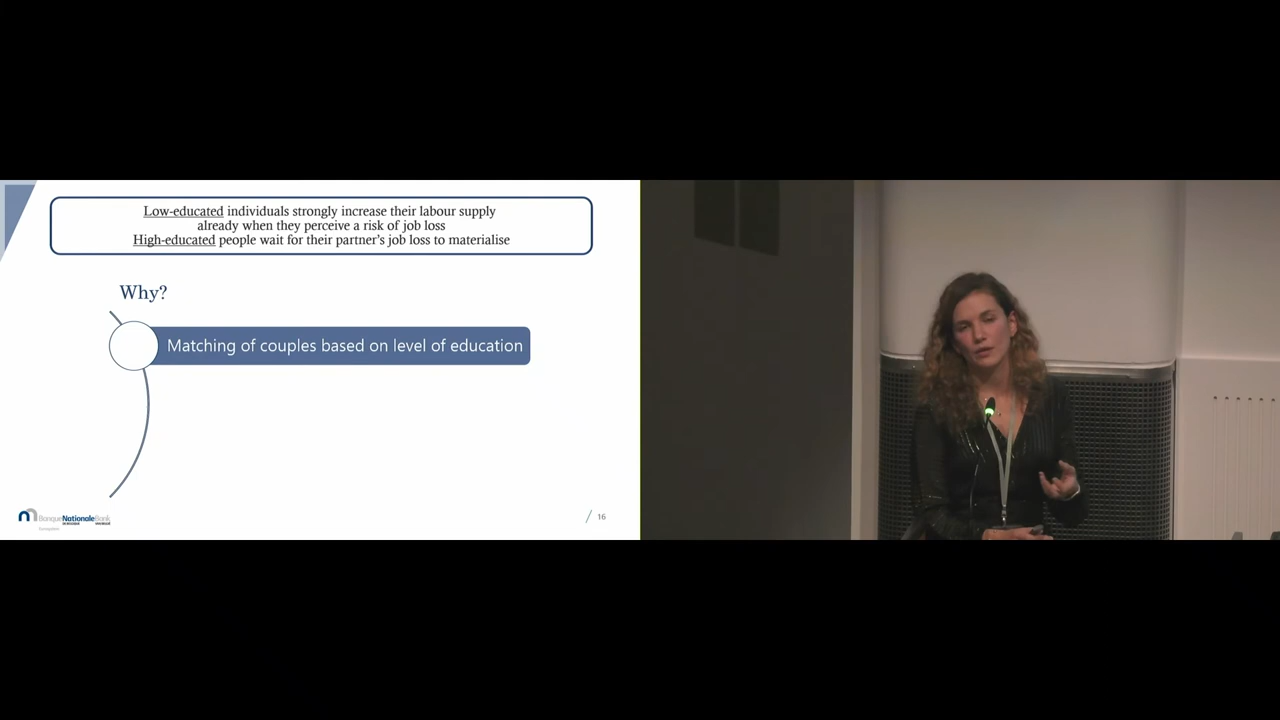 Low-educated individuals strongly increase their labour supply
already when they perceive a risk of job loss
High-educated people wait for their partner's job loss to materialise
Why?
Matching of couples based on level of education
BanqueNationaleBank
16